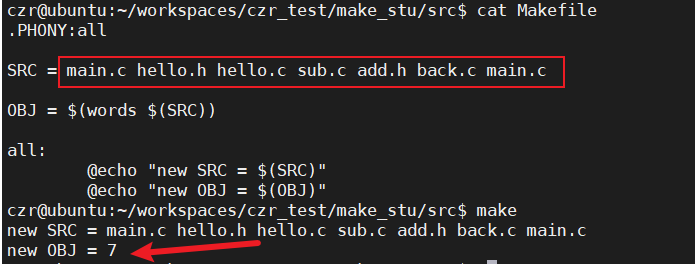 czr@ubuntu:~/workspaces/czr_test/make_stu/src$ cat Makefile
.PHONY:all
SRC = main.c hello.h hello.c sub.c add.h back.c main.c
OBJ = $(words $(SRC))
all:
@echo "new SRC = $(SRC)"
@echo "new OBJ = $(OBJ)"
czr@ubuntu:~/workspaces/czr_test/make_stu/src$ make
new SRC = main.c hello.h hello.c sub.c add.h back.c main.c
new OBJ = 7